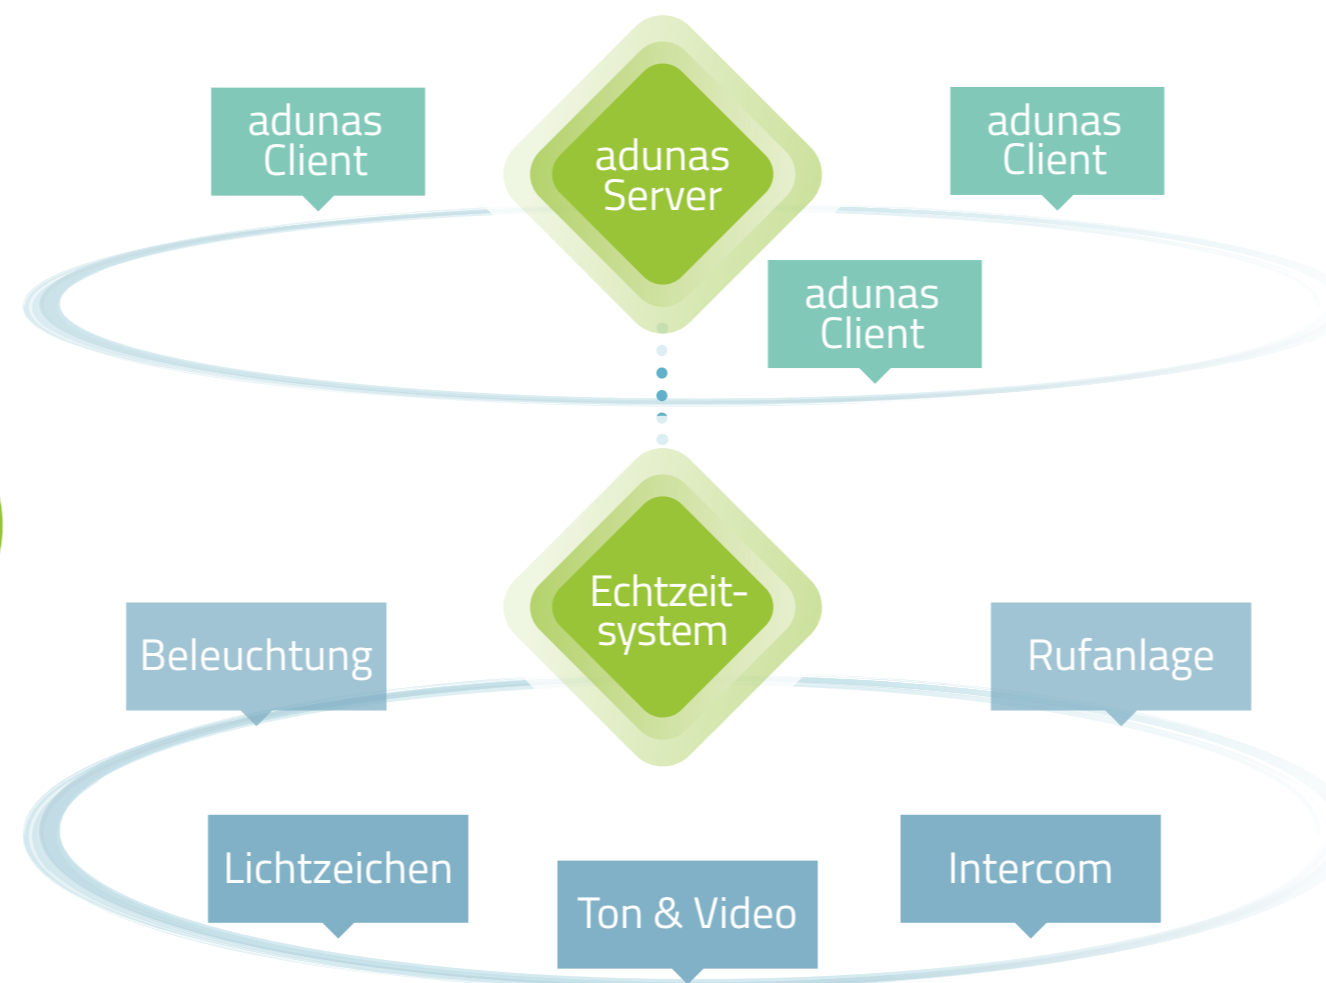 adunas
Client
adunas
Server
adunas
Client
adunas
Client
Echtzeit-
system
Beleuchtung
Rufanlage
Lichtzeichen
Ton & Video
Intercom